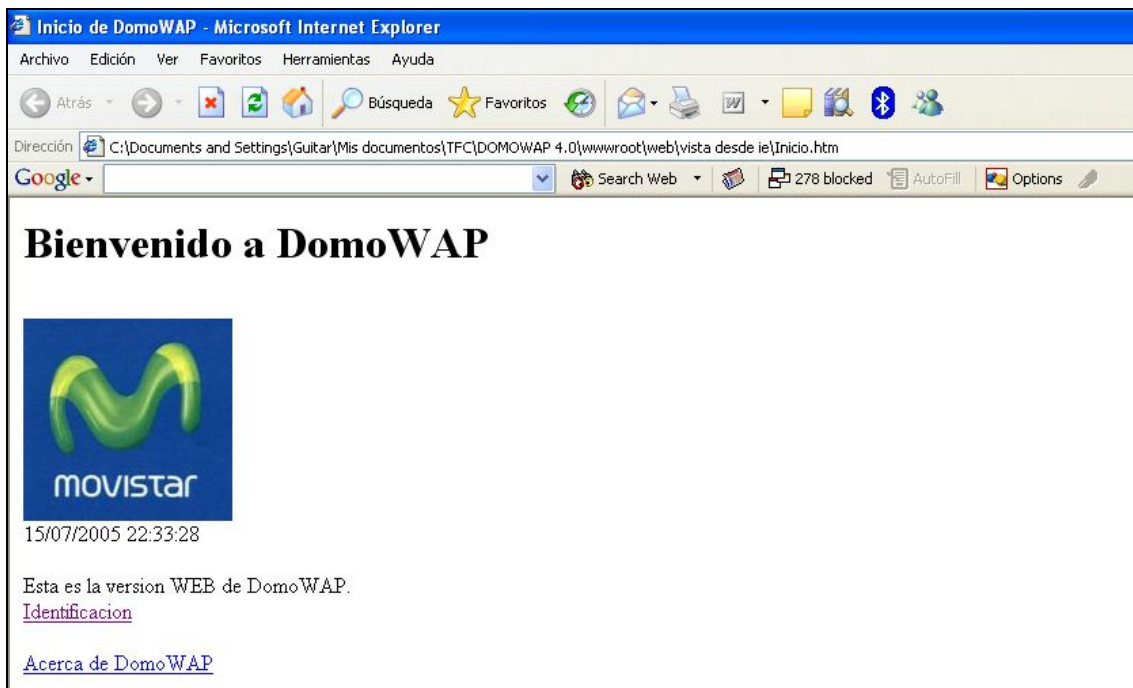 Inicio de DomoWAP - Microsoft Internet Explorer
Archivo Edición Ver Favoritos Herramientas Ayuda
Atrás Búsqueda Favoritos
Dirección C:\Documents and Settings\Guitar\Mis documentos\TFC\DOMOWAP 4.0\wwwroot\web\vista desde ie\Inicio.htm
Google Search Web 278 blocked AutoFill Options
Bienvenido a DomoWAP
movistar
15/07/2005 22:33:28
Esta es la version WEB de DomoWAP.
Identificacion
Acerca de DomoWAP